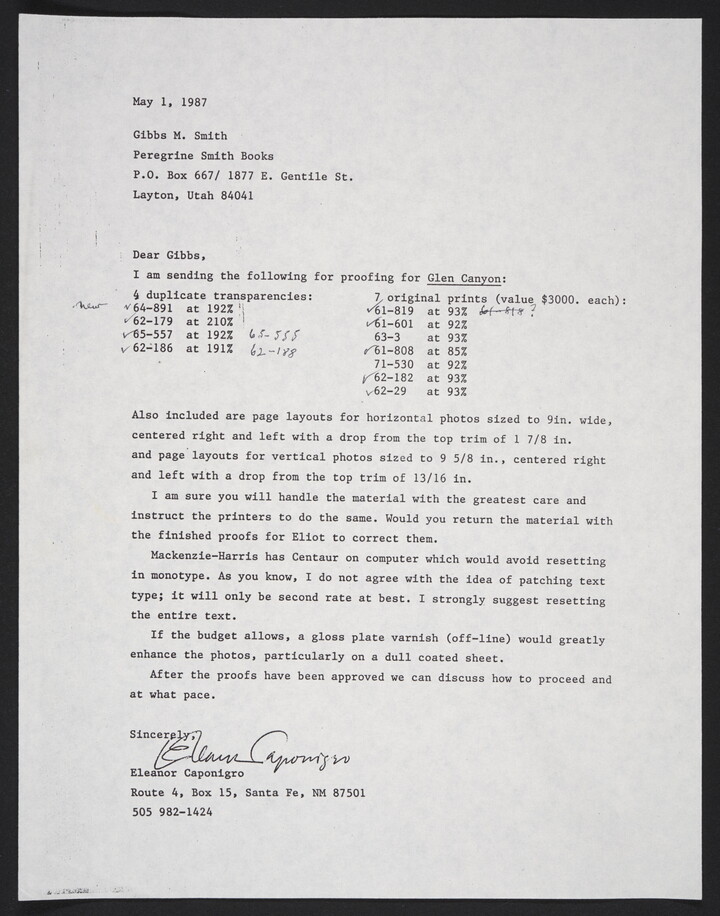 May 1, 1987
Gibbs M. Smith
Peregrine Smith Books
P.O. Box 667/ 1877 E. Gentile St.
Layton, Utah 84041
Dear Gibbs,
I am sending the following for proofing for Glen Canyon:
4 duplicate transparencies:
new ✓64-891 at 192%
✓62-179 at 210%
✓65-557 at 192% 65-555
✓62-186 at 191% 62-188
7 original prints (value $3000. each):
✓61-819 at 93% 61-818?
✓61-601 at 92%
63-3 at 93%
✓61-808 at 85%
71-530 at 92%
✓62-182 at 93%
✓62-29 at 93%
Also included are page layouts for horizontal photos sized to 9in. wide,
centered right and left with a drop from the top trim of 1 7/8 in.
and page layouts for vertical photos sized to 9 5/8 in., centered right
and left with a drop from the top trim of 13/16 in.
I am sure you will handle the material with the greatest care and
instruct the printers to do the same. Would you return the material with
the finished proofs for Eliot to correct them.
Mackenzie-Harris has Centaur on computer which would avoid resetting
in monotype. As you know, I do not agree with the idea of patching text
type; it will only be second rate at best. I strongly suggest resetting
the entire text.
If the budget allows, a gloss plate varnish (off-line) would greatly
enhance the photos, particularly on a dull coated sheet.
After the proofs have been approved we can discuss how to proceed and
at what pace.
Sincerely,
Eleanor Caponigro
Eleanor Caponigro
Route 4, Box 15, Santa Fe, NM 87501
505 982-1424